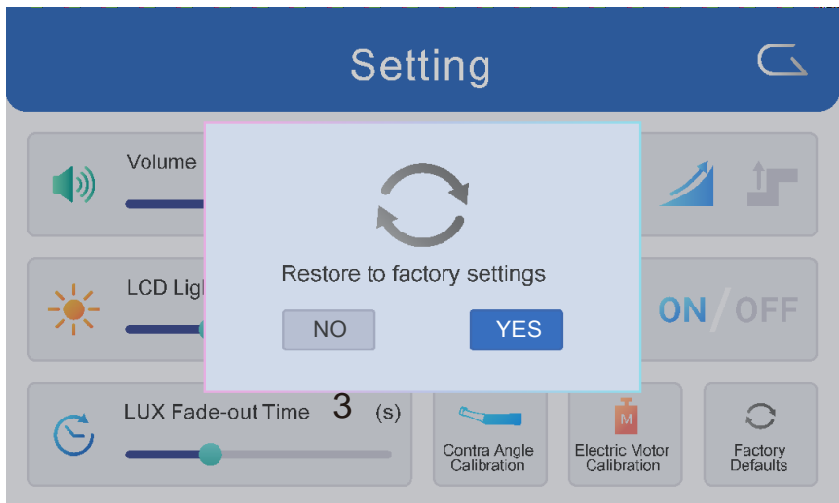 Setting
Volume
LCD Ligh
Restore to factory settings
NO
YES
ON/OFF
LUX Fade-out Time 3 (s)
Contra Angle
Calibration
Electric Motor
Calibration
M
Factory
Defaults